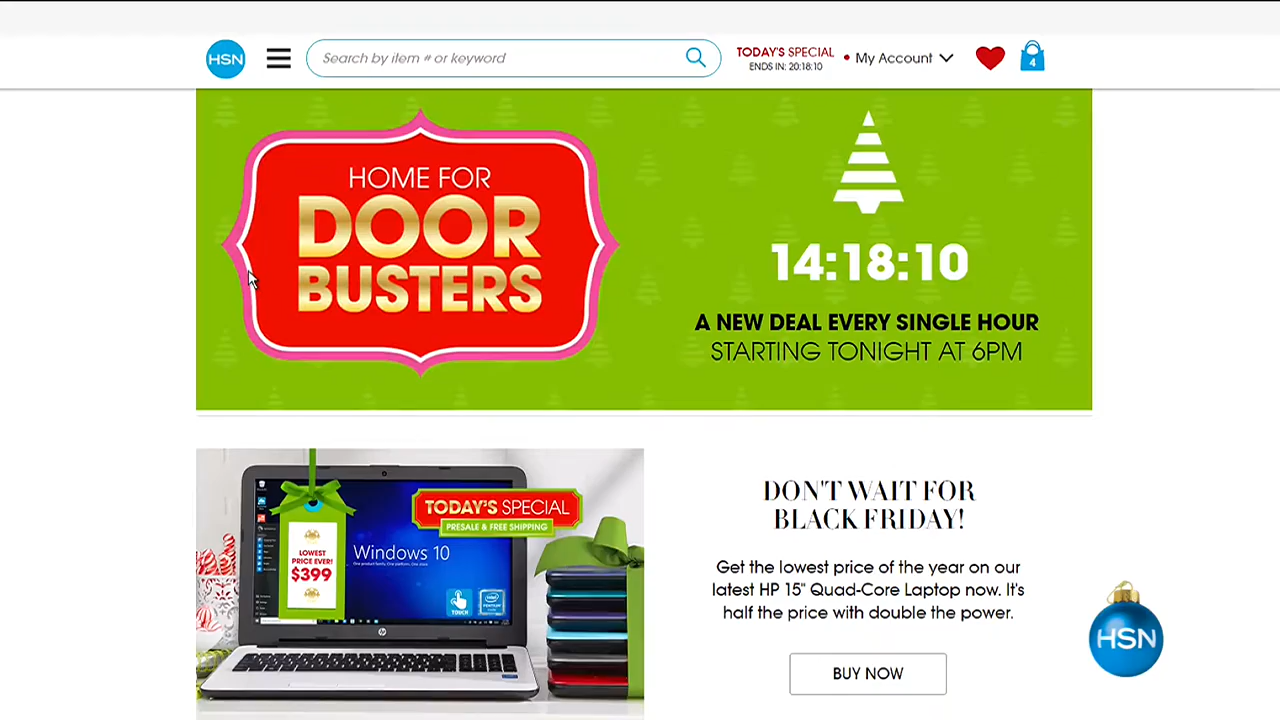 HSN
Search by item # or keyword
TODAY'S SPECIAL
ENDS IN: 20:18:10
My Account
4
HOME FOR
DOOR
BUSTERS
14:18:10
A NEW DEAL EVERY SINGLE HOUR
STARTING TONIGHT AT 6PM
TODAY'S SPECIAL
PRESALE & FREE SHIPPING
LOWEST
PRICE EVER!
$399
Windows 10
TOUCH
hp
DON'T WAIT FOR
BLACK FRIDAY!
Get the lowest price of the year on our
latest HP 15" Quad-Core Laptop now. It's
half the price with double the power.
BUY NOW
HSN